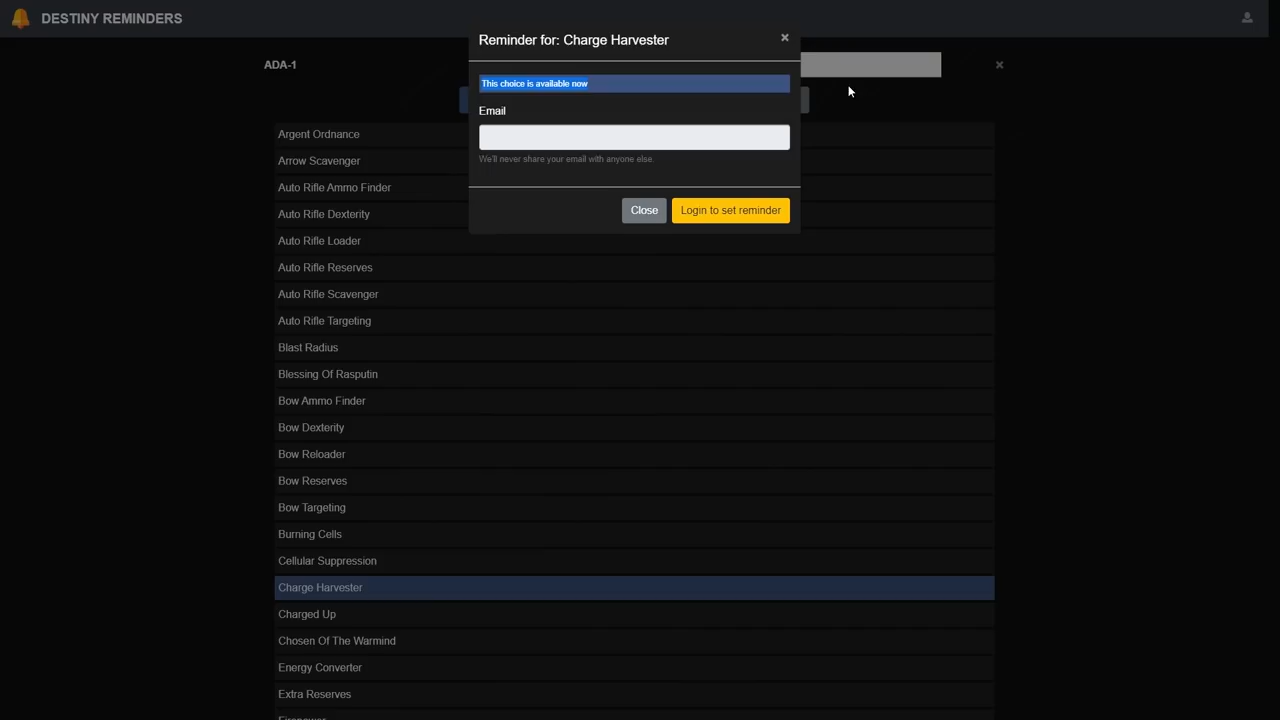 DESTINY REMINDERS
Reminder for: Charge Harvester
×
ADA-1
×
This choice is available now
Email
We'll never share your email with anyone else.
Close
Login to set reminder
Argent Ordnance
Arrow Scavenger
Auto Rifle Ammo Finder
Auto Rifle Dexterity
Auto Rifle Loader
Auto Rifle Reserves
Auto Rifle Scavenger
Auto Rifle Targeting
Blast Radius
Blessing Of Rasputin
Bow Ammo Finder
Bow Dexterity
Bow Reloader
Bow Reserves
Bow Targeting
Burning Cells
Cellular Suppression
Charge Harvester
Charged Up
Chosen Of The Warmind
Energy Converter
Extra Reserves